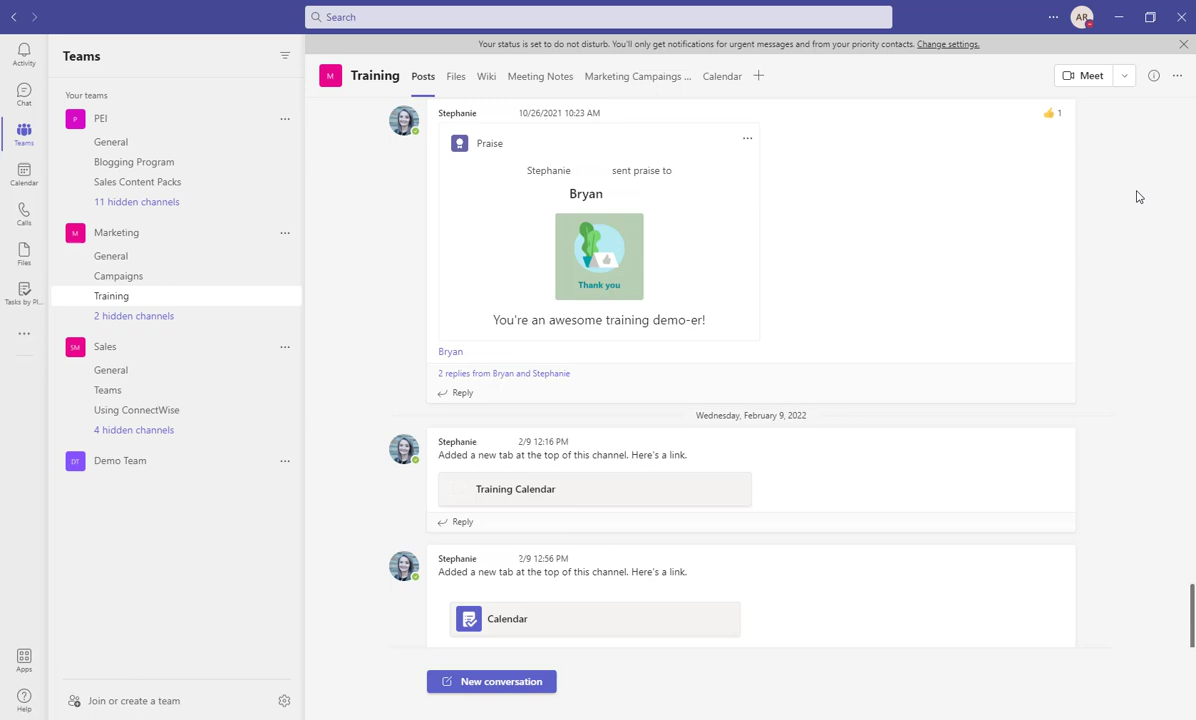 Search
AR
Your status is set to do not disturb. You'll only get notifications for urgent messages and from your priority contacts. Change settings.
Activity
Chat
Teams
Calendar
Calls
Files
Tasks by Pl...
Apps
Help
Teams
Your teams
P PEI
General
Blogging Program
Sales Content Packs
11 hidden channels
M Marketing
General
Campaigns
Training
2 hidden channels
SM Sales
General
Teams
Using ConnectWise
4 hidden channels
DT Demo Team
Join or create a team
M Training Posts Files Wiki Meeting Notes Marketing Campaings ... Calendar
Meet
Stephanie 10/26/2021 10:23 AM
1
Praise
Stephanie sent praise to
Bryan
Thank you
You're an awesome training demo-er!
Bryan
2 replies from Bryan and Stephanie
Reply
Wednesday, February 9, 2022
Stephanie 2/9 12:16 PM
Added a new tab at the top of this channel. Here's a link.
Training Calendar
Reply
Stephanie 2/9 12:56 PM
Added a new tab at the top of this channel. Here's a link.
Calendar
New conversation